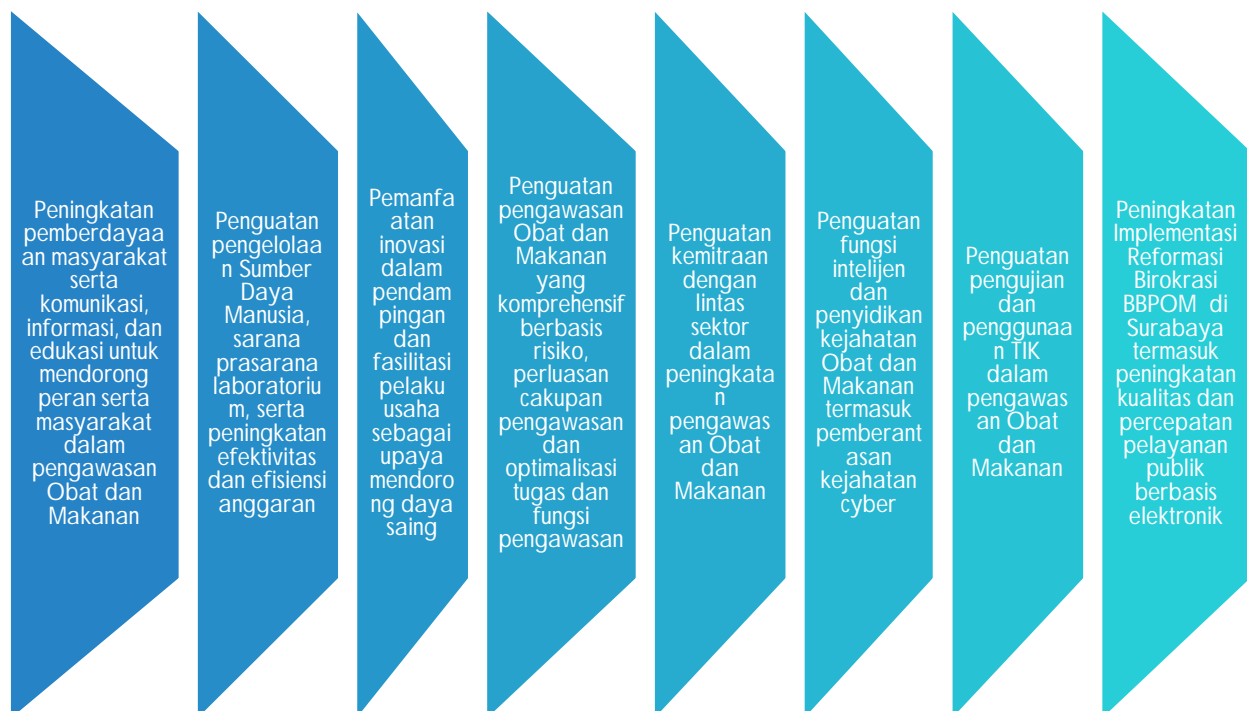 Peningkatan
pemberdayaa
an masyarakat
serta
komunikasi,
informasi, dan
edukasi untuk
mendorong
peran serta
masyarakat
dalam
pengawasan
Obat dan
Makanan
Penguatan
pengelolaa
n Sumber
Daya
Manusia,
sarana
prasarana
laboratoriu
m, serta
peningkatan
efektivitas
dan efisiensi
anggaran
Pemanfa
atan
inovasi
dalam
pendam
pingan
dan
fasilitasi
pelaku
usaha
sebagai
upaya
mendoro
ng daya
saing
Penguatan
pengawasan
Obat dan
Makanan
yang
komprehensif
berbasis
risiko,
perluasan
cakupan
pengawasan
dan
optimalisasi
tugas dan
fungsi
pengawasan
Penguatan
kemitraan
dengan
lintas
sektor
dalam
peningkata
n
pengawas
an Obat
dan
Makanan
Penguatan
fungsi
intelijen
dan
penyidikan
kejahatan
Obat dan
Makanan
termasuk
pemberant
asan
kejahatan
cyber
Penguatan
pengujian
dan
penggunaa
n TIK
dalam
pengawas
an Obat
dan
Makanan
Peningkatan
Implementasi
Reformasi
Birokrasi
BBPOM di
Surabaya
termasuk
peningkatan
kualitas dan
percepatan
pelayanan
publik
berbasis
elektronik